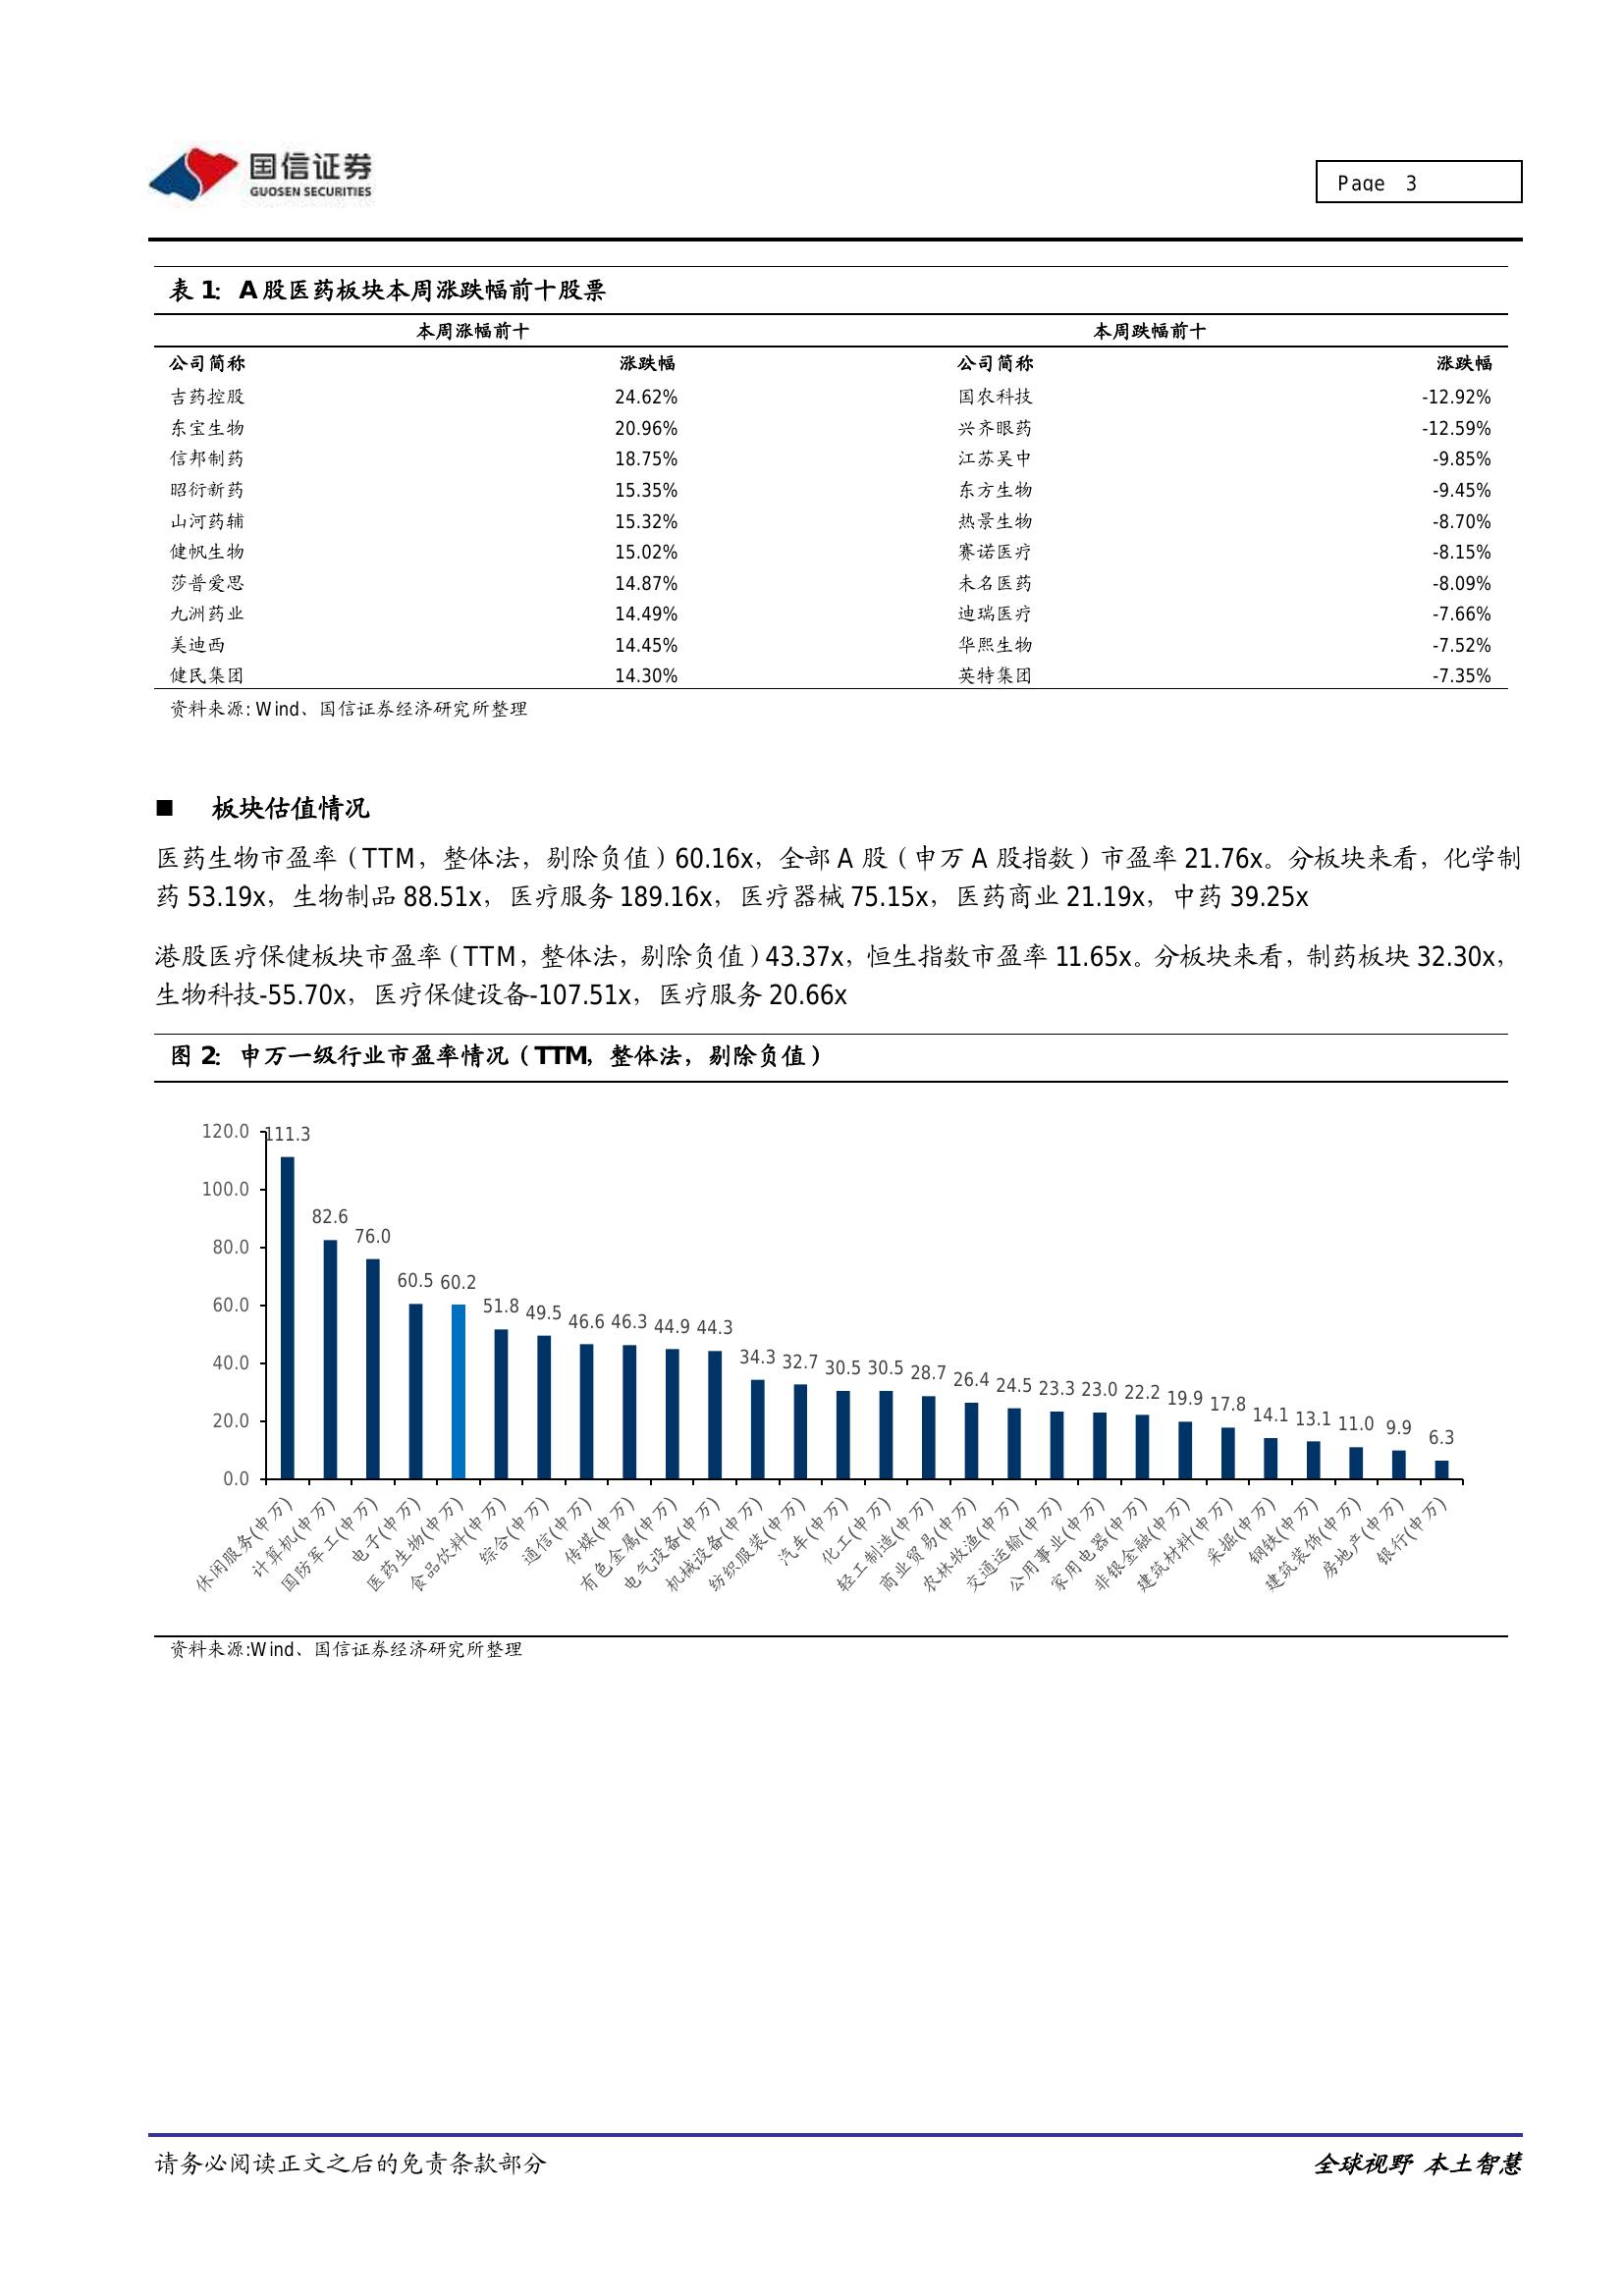 国信证券
GUOSEN SECURITIES
Page 3
表 1：A 股医药板块本周涨跌幅前十股票
本周涨幅前十 本周跌幅前十
公司简称 涨跌幅 公司简称 涨跌幅
吉药控股 24.62% 国农科技 -12.92%
东宝生物 20.96% 兴齐眼药 -12.59%
信邦制药 18.75% 江苏吴中 -9.85%
昭衍新药 15.35% 东方生物 -9.45%
山河药辅 15.32% 热景生物 -8.70%
健帆生物 15.02% 赛诺医疗 -8.15%
莎普爱思 14.87% 未名医药 -8.09%
九洲药业 14.49% 迪瑞医疗 -7.66%
美迪西 14.45% 华熙生物 -7.52%
健民集团 14.30% 英特集团 -7.35%
资料来源: Wind、国信证券经济研究所整理
■ 板块估值情况
医药生物市盈率（TTM，整体法，剔除负值）60.16x，全部 A 股（申万 A 股指数）市盈率 21.76x。分板块来看，化学制
药 53.19x，生物制品 88.51x，医疗服务 189.16x，医疗器械 75.15x，医药商业 21.19x，中药 39.25x
港股医疗保健板块市盈率（TTM，整体法，剔除负值）43.37x，恒生指数市盈率 11.65x。分板块来看，制药板块 32.30x，
生物科技-55.70x，医疗保健设备-107.51x，医疗服务 20.66x
图 2：申万一级行业市盈率情况（TTM，整体法，剔除负值）
120.0
100.0
80.0
60.0
40.0
20.0
0.0
111.3 82.6 76.0 60.5 60.2 51.8 49.5 46.6 46.3 44.9 44.3 34.3 32.7 30.5 30.5 28.7 26.4 24.5 23.3 23.0 22.2 19.9 17.8 14.1 13.1 11.0 9.9 6.3
休闲服务(申万)
计算机(申万)
国防军工(申万)
电子(申万)
医药生物(申万)
食品饮料(申万)
综合(申万)
通信(申万)
传媒(申万)
有色金属(申万)
电气设备(申万)
机械设备(申万)
纺织服装(申万)
汽车(申万)
化工(申万)
轻工制造(申万)
商业贸易(申万)
农林牧渔(申万)
交通运输(申万)
公用事业(申万)
家用电器(申万)
非银金融(申万)
建筑材料(申万)
采掘(申万)
钢铁(申万)
建筑装饰(申万)
房地产(申万)
银行(申万)
资料来源:Wind、国信证券经济研究所整理
请务必阅读正文之后的免责条款部分 全球视野 本土智慧